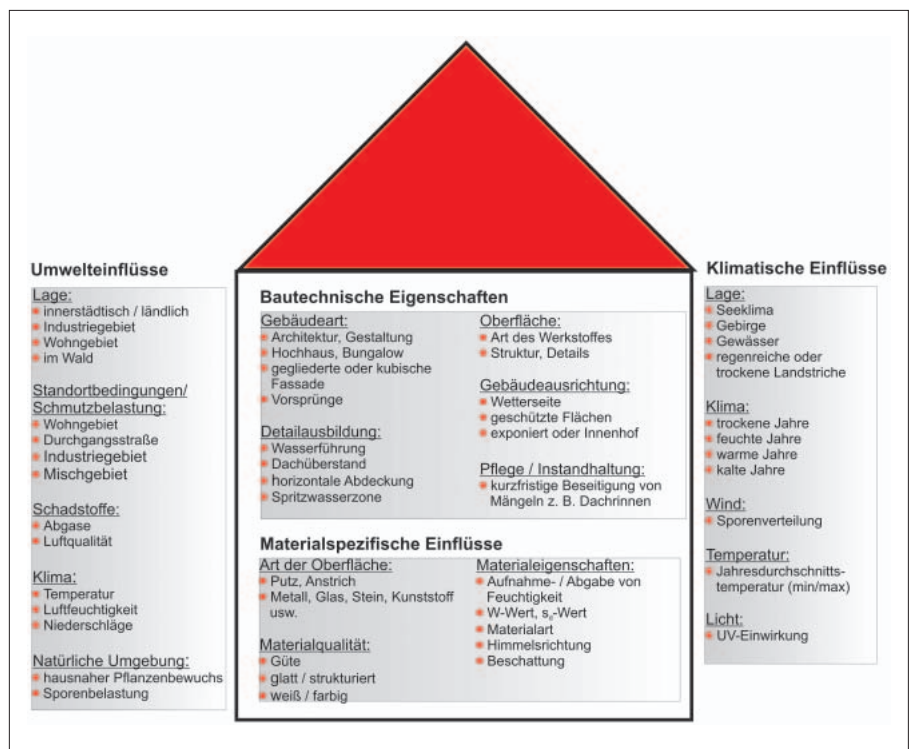 Umwelteinflüsse
Lage:
innerstädtisch / ländlich
Industriegebiet
Wohngebiet
im Wald
Standortbedingungen/
Schmutzbelastung:
Wohngebiet
Durchgangsstraße
Industriegebiet
Mischgebiet
Schadstoffe:
Abgase
Luftqualität
Klima:
Temperatur
Luftfeuchtigkeit
Niederschläge
Natürliche Umgebung:
hausnaher Pflanzenbewuchs
Sporenbelastung
Bautechnische Eigenschaften
Gebäudeart:
Architektur, Gestaltung
Hochhaus, Bungalow
gegliederte oder kubische
Fassade
Vorsprünge
Detailausbildung:
Wasserführung
Dachüberstand
horizontale Abdeckung
Spritzwasserzone
Oberfläche:
Art des Werkstoffes
Struktur, Details
Gebäudeausrichtung:
Wetterseite
geschützte Flächen
exponiert oder Innenhof
Pflege / Instandhaltung:
kurzfristige Beseitigung von
Mängeln z. B. Dachrinnen
Materialspezifische Einflüsse
Art der Oberfläche:
Putz, Anstrich
Metall, Glas, Stein, Kunststoff
usw.
Materialqualität:
Güte
glatt / strukturiert
weiß / farbig
Materialeigenschaften:
Aufnahme- / Abgabe von
Feuchtigkeit
W-Wert, sd-Wert
Materialart
Himmelsrichtung
Beschattung
Klimatische Einflüsse
Lage:
Seeklima
Gebirge
Gewässer
regenreiche oder
trockene Landstriche
Klima:
trockene Jahre
feuchte Jahre
warme Jahre
kalte Jahre
Wind:
Sporenverteilung
Temperatur:
Jahresdurchschnitts-
temperatur (min/max)
Licht:
UV-Einwirkung